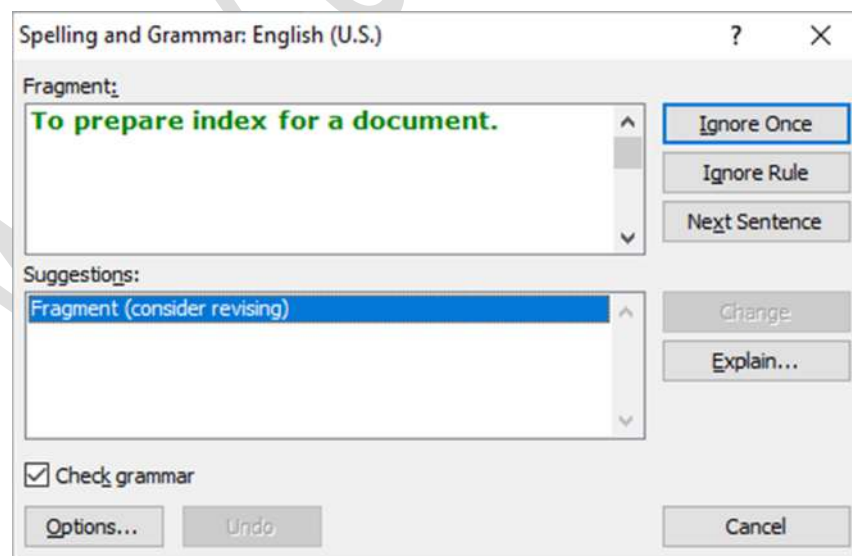 Spelling and Grammar: English (U.S.) ?
Fragment:
To prepare index for a document.
Ignore Once
Ignore Rule
Next Sentence
Suggestions:
Fragment (consider revising)
Change
Explain...
Check grammar
Options... Undo Cancel